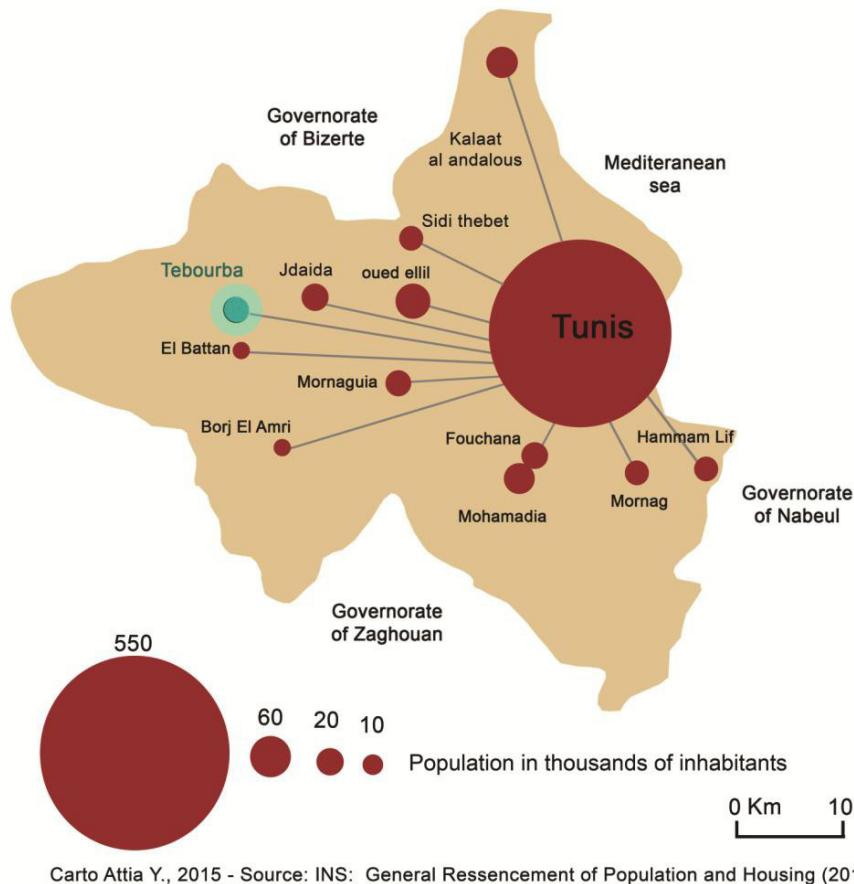 Governorate
of Bizerte
Kalaat
al andalous
Mediteranean
sea
Sidi thebet
Tebourba
Jdaida
oued ellil
Tunis
El Battan
Mornaguia
Borj El Amri
Fouchana
Hammam Lif
Mohamadia
Mornag
Governorate
of Nabeul
Governorate
of Zaghouan
550
60
20
10
Population in thousands of inhabitants
0 Km 10
Carto Attia Y., 2015 - Source: INS: General Ressencement of Population and Housing (201